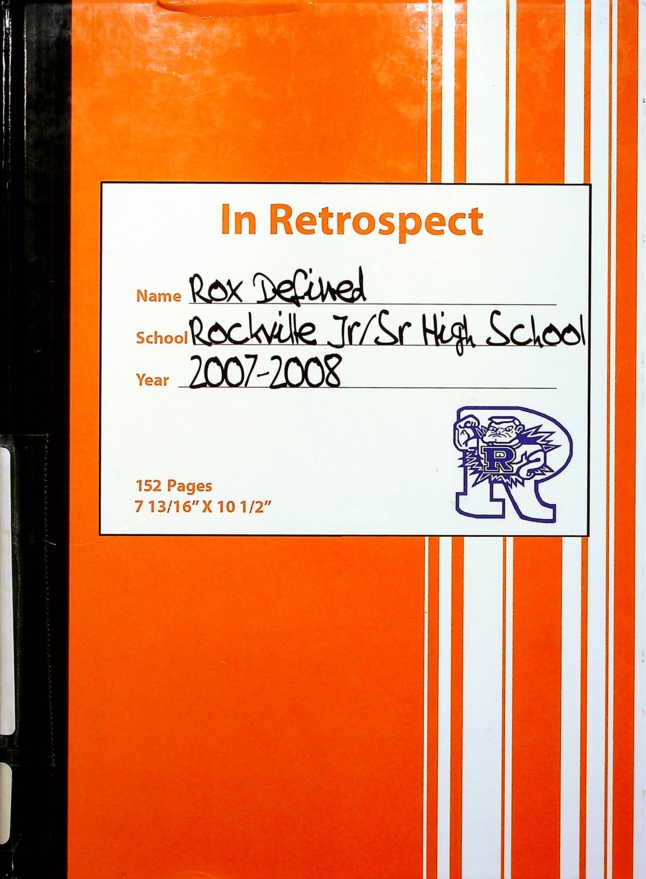 In Retrospect
Name Rox Defined
School Rockville Jr/Sr High School
Year 2007-2008
R
R
152 Pages
7 13/16" X 10 1/2"